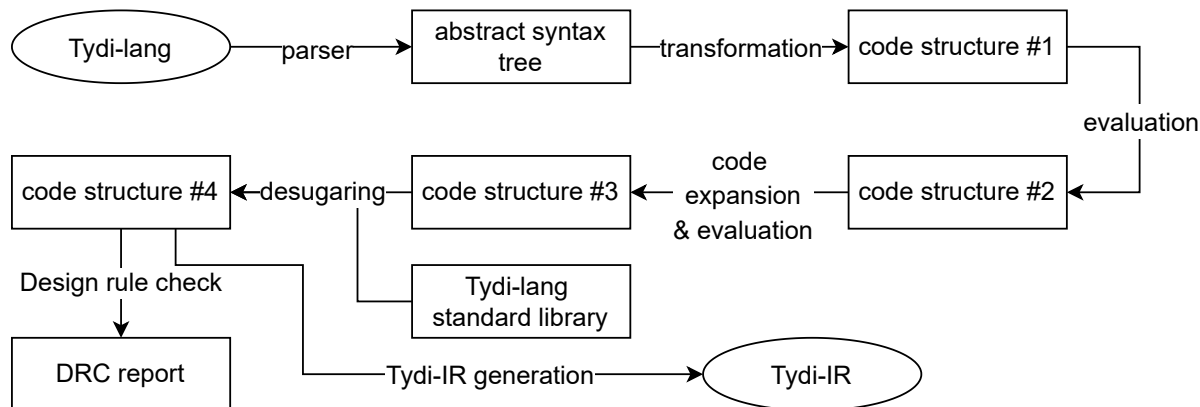 Tydi-lang
parser
abstract syntax
tree
transformation
code structure #1
evaluation
code structure #4
desugaring
code structure #3
code
expansion
& evaluation
code structure #2
Design rule check
Tydi-lang
standard library
DRC report
Tydi-IR generation
Tydi-IR